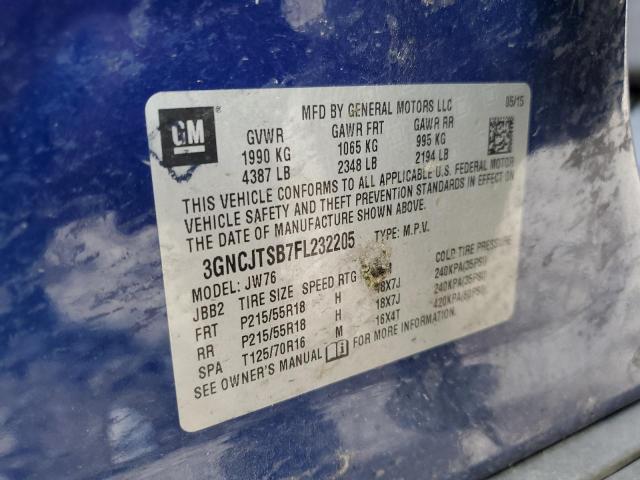 GM
MFD BY GENERAL MOTORS LLC
05/15
GVWR GAWR FRT GAWR RR
1990 KG 1065 KG 995 KG
4387 LB 2348 LB 2194 LB
THIS VEHICLE CONFORMS TO ALL APPLICABLE U.S. FEDERAL MOTOR
VEHICLE SAFETY AND THEFT PREVENTION STANDARDS IN EFFECT ON
THE DATE OF MANUFACTURE SHOWN ABOVE.
3GNCJTSB7FL232205 TYPE: M.P.V.
MODEL: JW76
JBB2 TIRE SIZE SPEED RTG COLD TIRE PRESSURE
FRT P215/55R18 H 18X7J 240KPA(35PSI)
RR P215/55R18 H 18X7J 240KPA(35PSI)
SPA T125/70R16 M 16X4T 420KPA(60PSI)
SEE OWNER'S MANUAL FOR MORE INFORMATION.